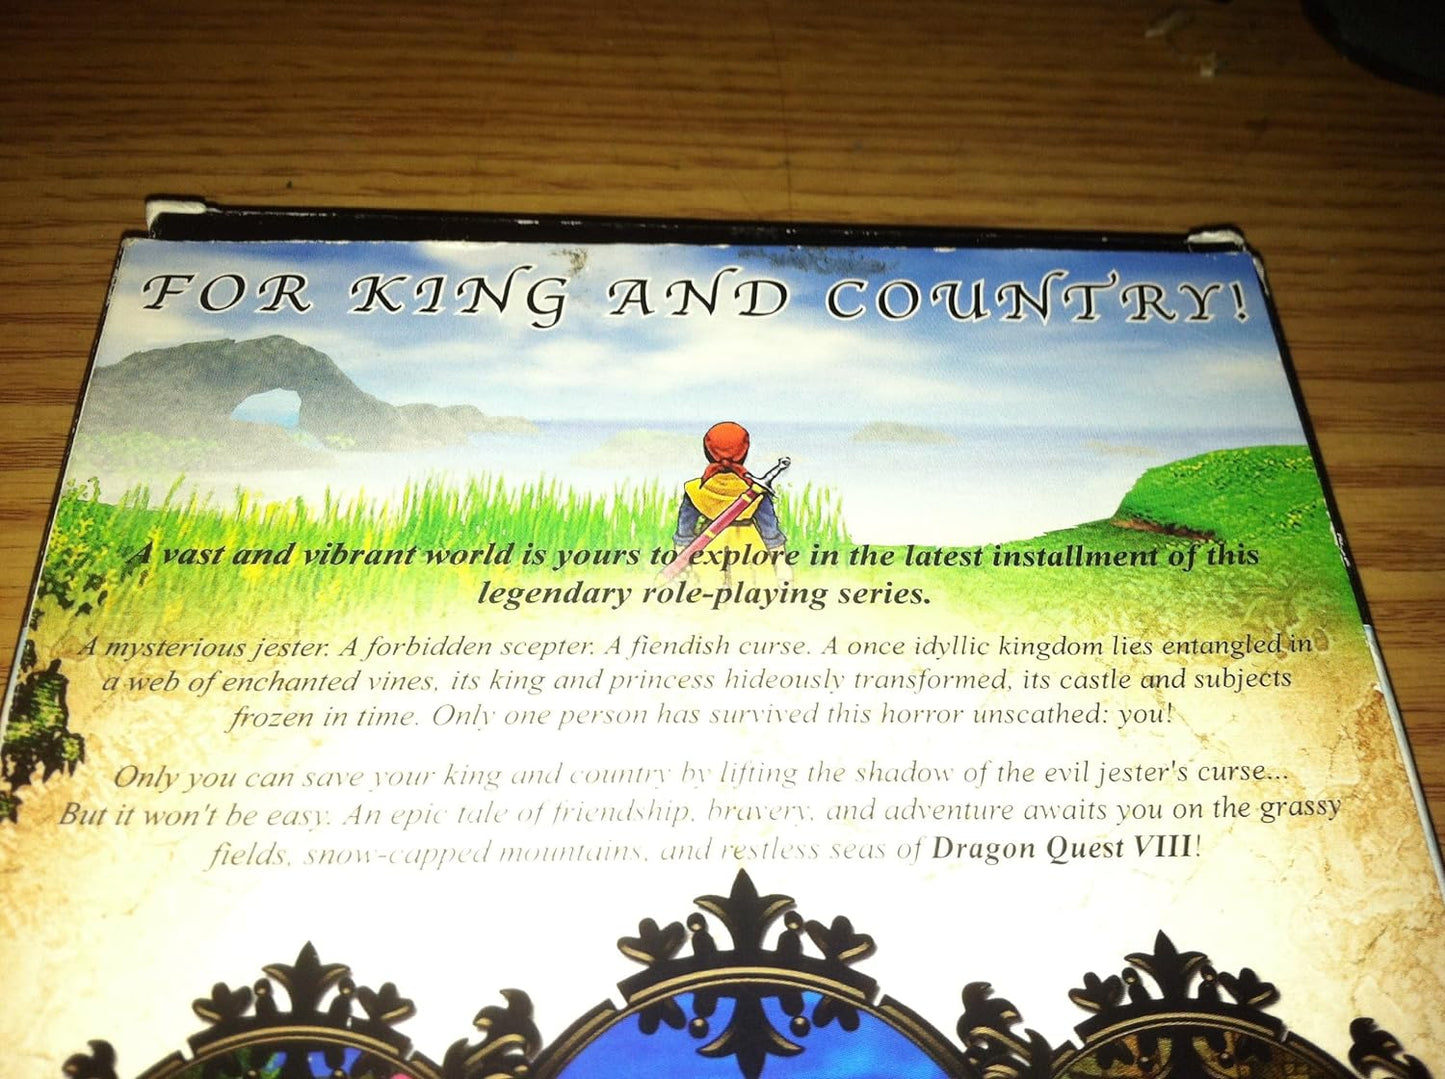 FOR KING AND COUNTRY!
A vast and vibrant world is yours to explore in the latest installment of this
legendary role-playing series.
A mysterious jester. A forbidden scepter. A fiendish curse. A once idyllic kingdom lies entangled in
a web of enchanted vines, its king and princess hideously transformed, its castle and subjects
frozen in time. Only one person has survived this horror unscathed: you!
Only you can save your king and country by lifting the shadow of the evil jester's curse...
But it won't be easy. An epic tale of friendship, bravery, and adventure awaits you on the grassy
fields, snow-capped mountains, and restless seas of Dragon Quest VIII!